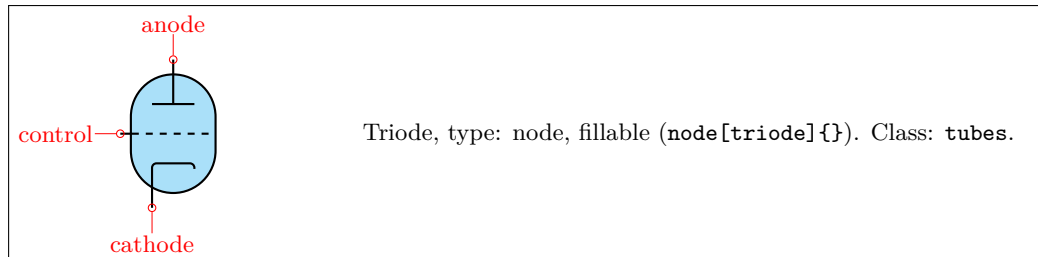 anode
control
Triode, type: node, fillable (node[triode]{}). Class: tubes.
cathode